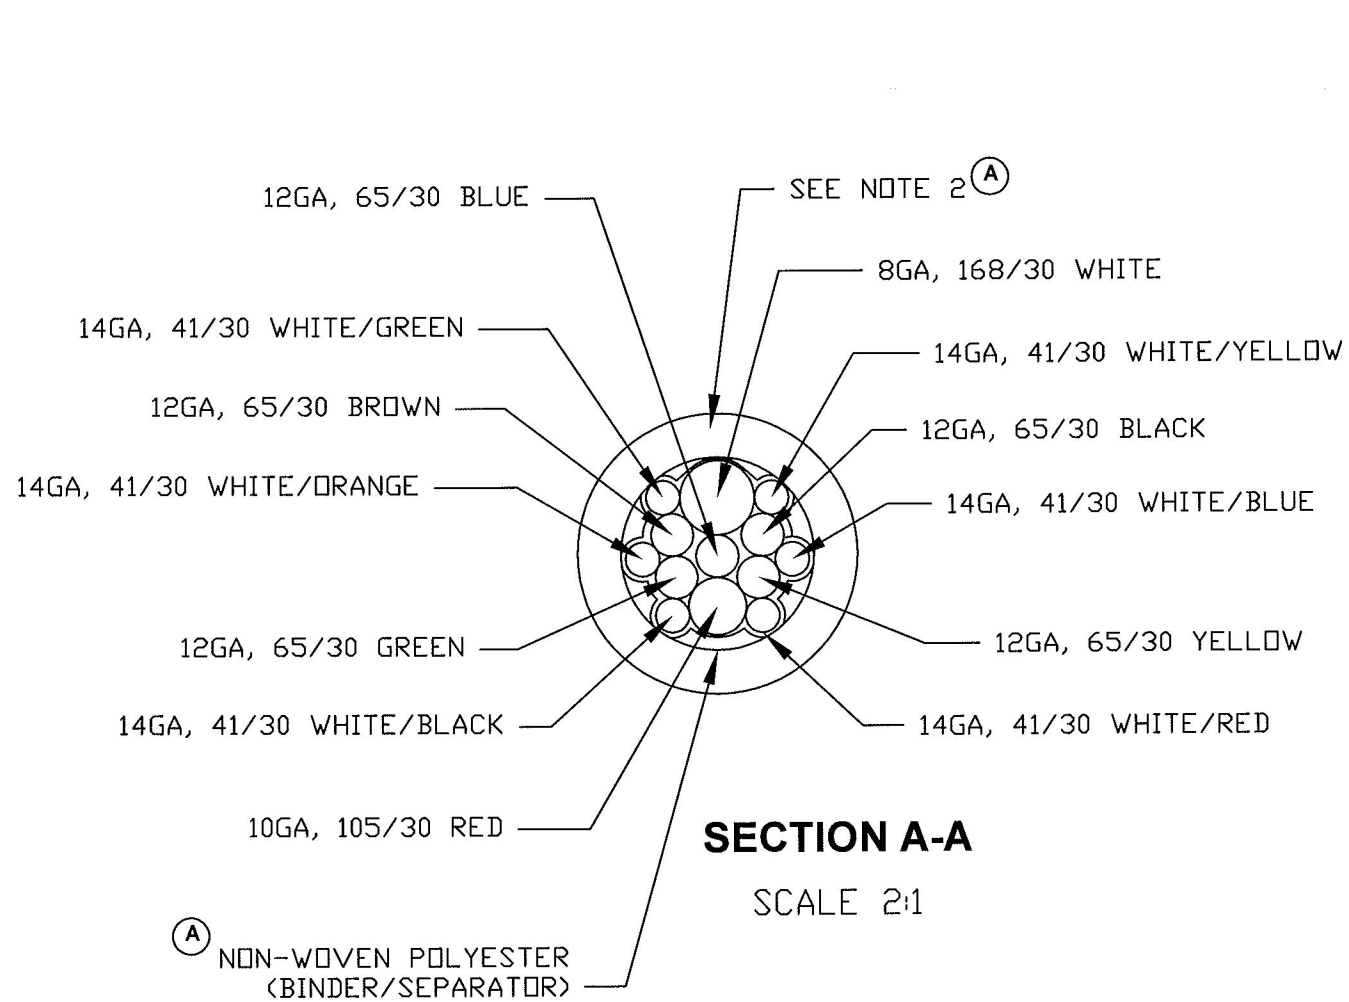 12GA, 65/30 BLUE
SEE NOTE 2 A
8GA, 168/30 WHITE
14GA, 41/30 WHITE/GREEN
14GA, 41/30 WHITE/YELLOW
12GA, 65/30 BROWN
12GA, 65/30 BLACK
14GA, 41/30 WHITE/ORANGE
14GA, 41/30 WHITE/BLUE
12GA, 65/30 GREEN
12GA, 65/30 YELLOW
14GA, 41/30 WHITE/BLACK
14GA, 41/30 WHITE/RED
10GA, 105/30 RED
SECTION A-A
SCALE 2:1
A
NON-WOVEN POLYESTER
(BINDER/SEPARATOR)